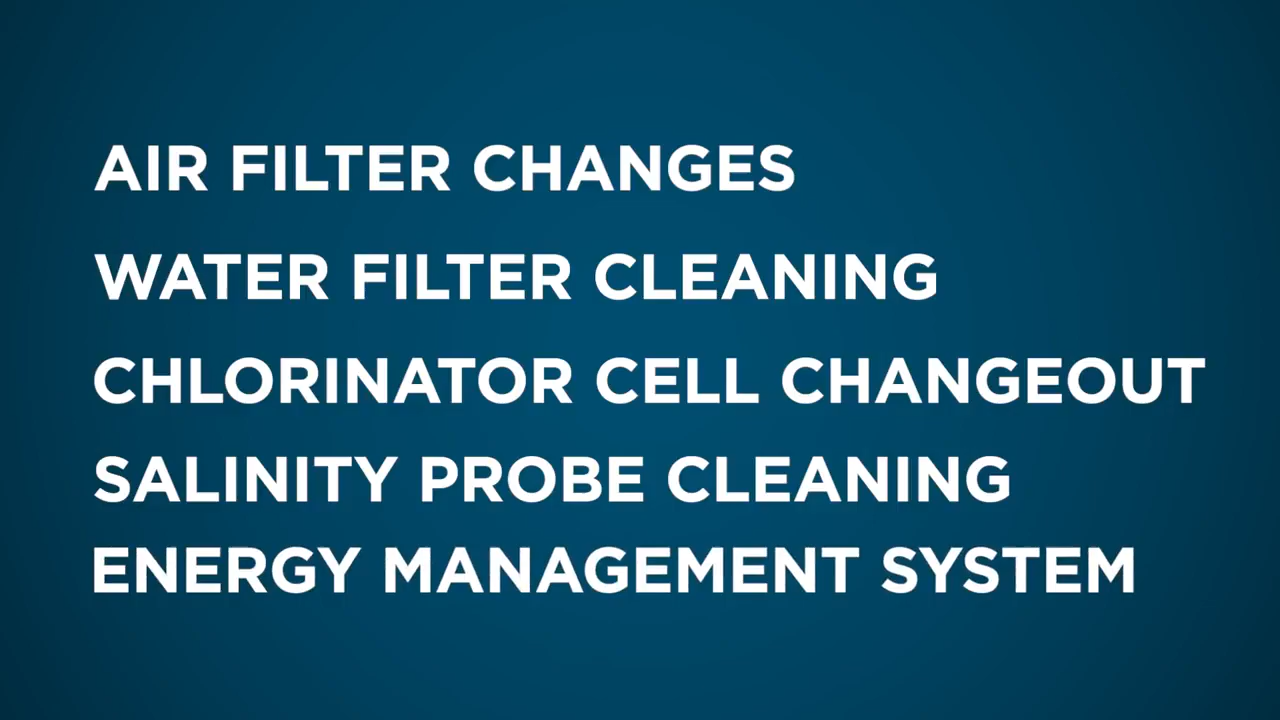 AIR FILTER CHANGES
WATER FILTER CLEANING
CHLORINATOR CELL CHANGEOUT
SALINITY PROBE CLEANING
ENERGY MANAGEMENT SYSTEM